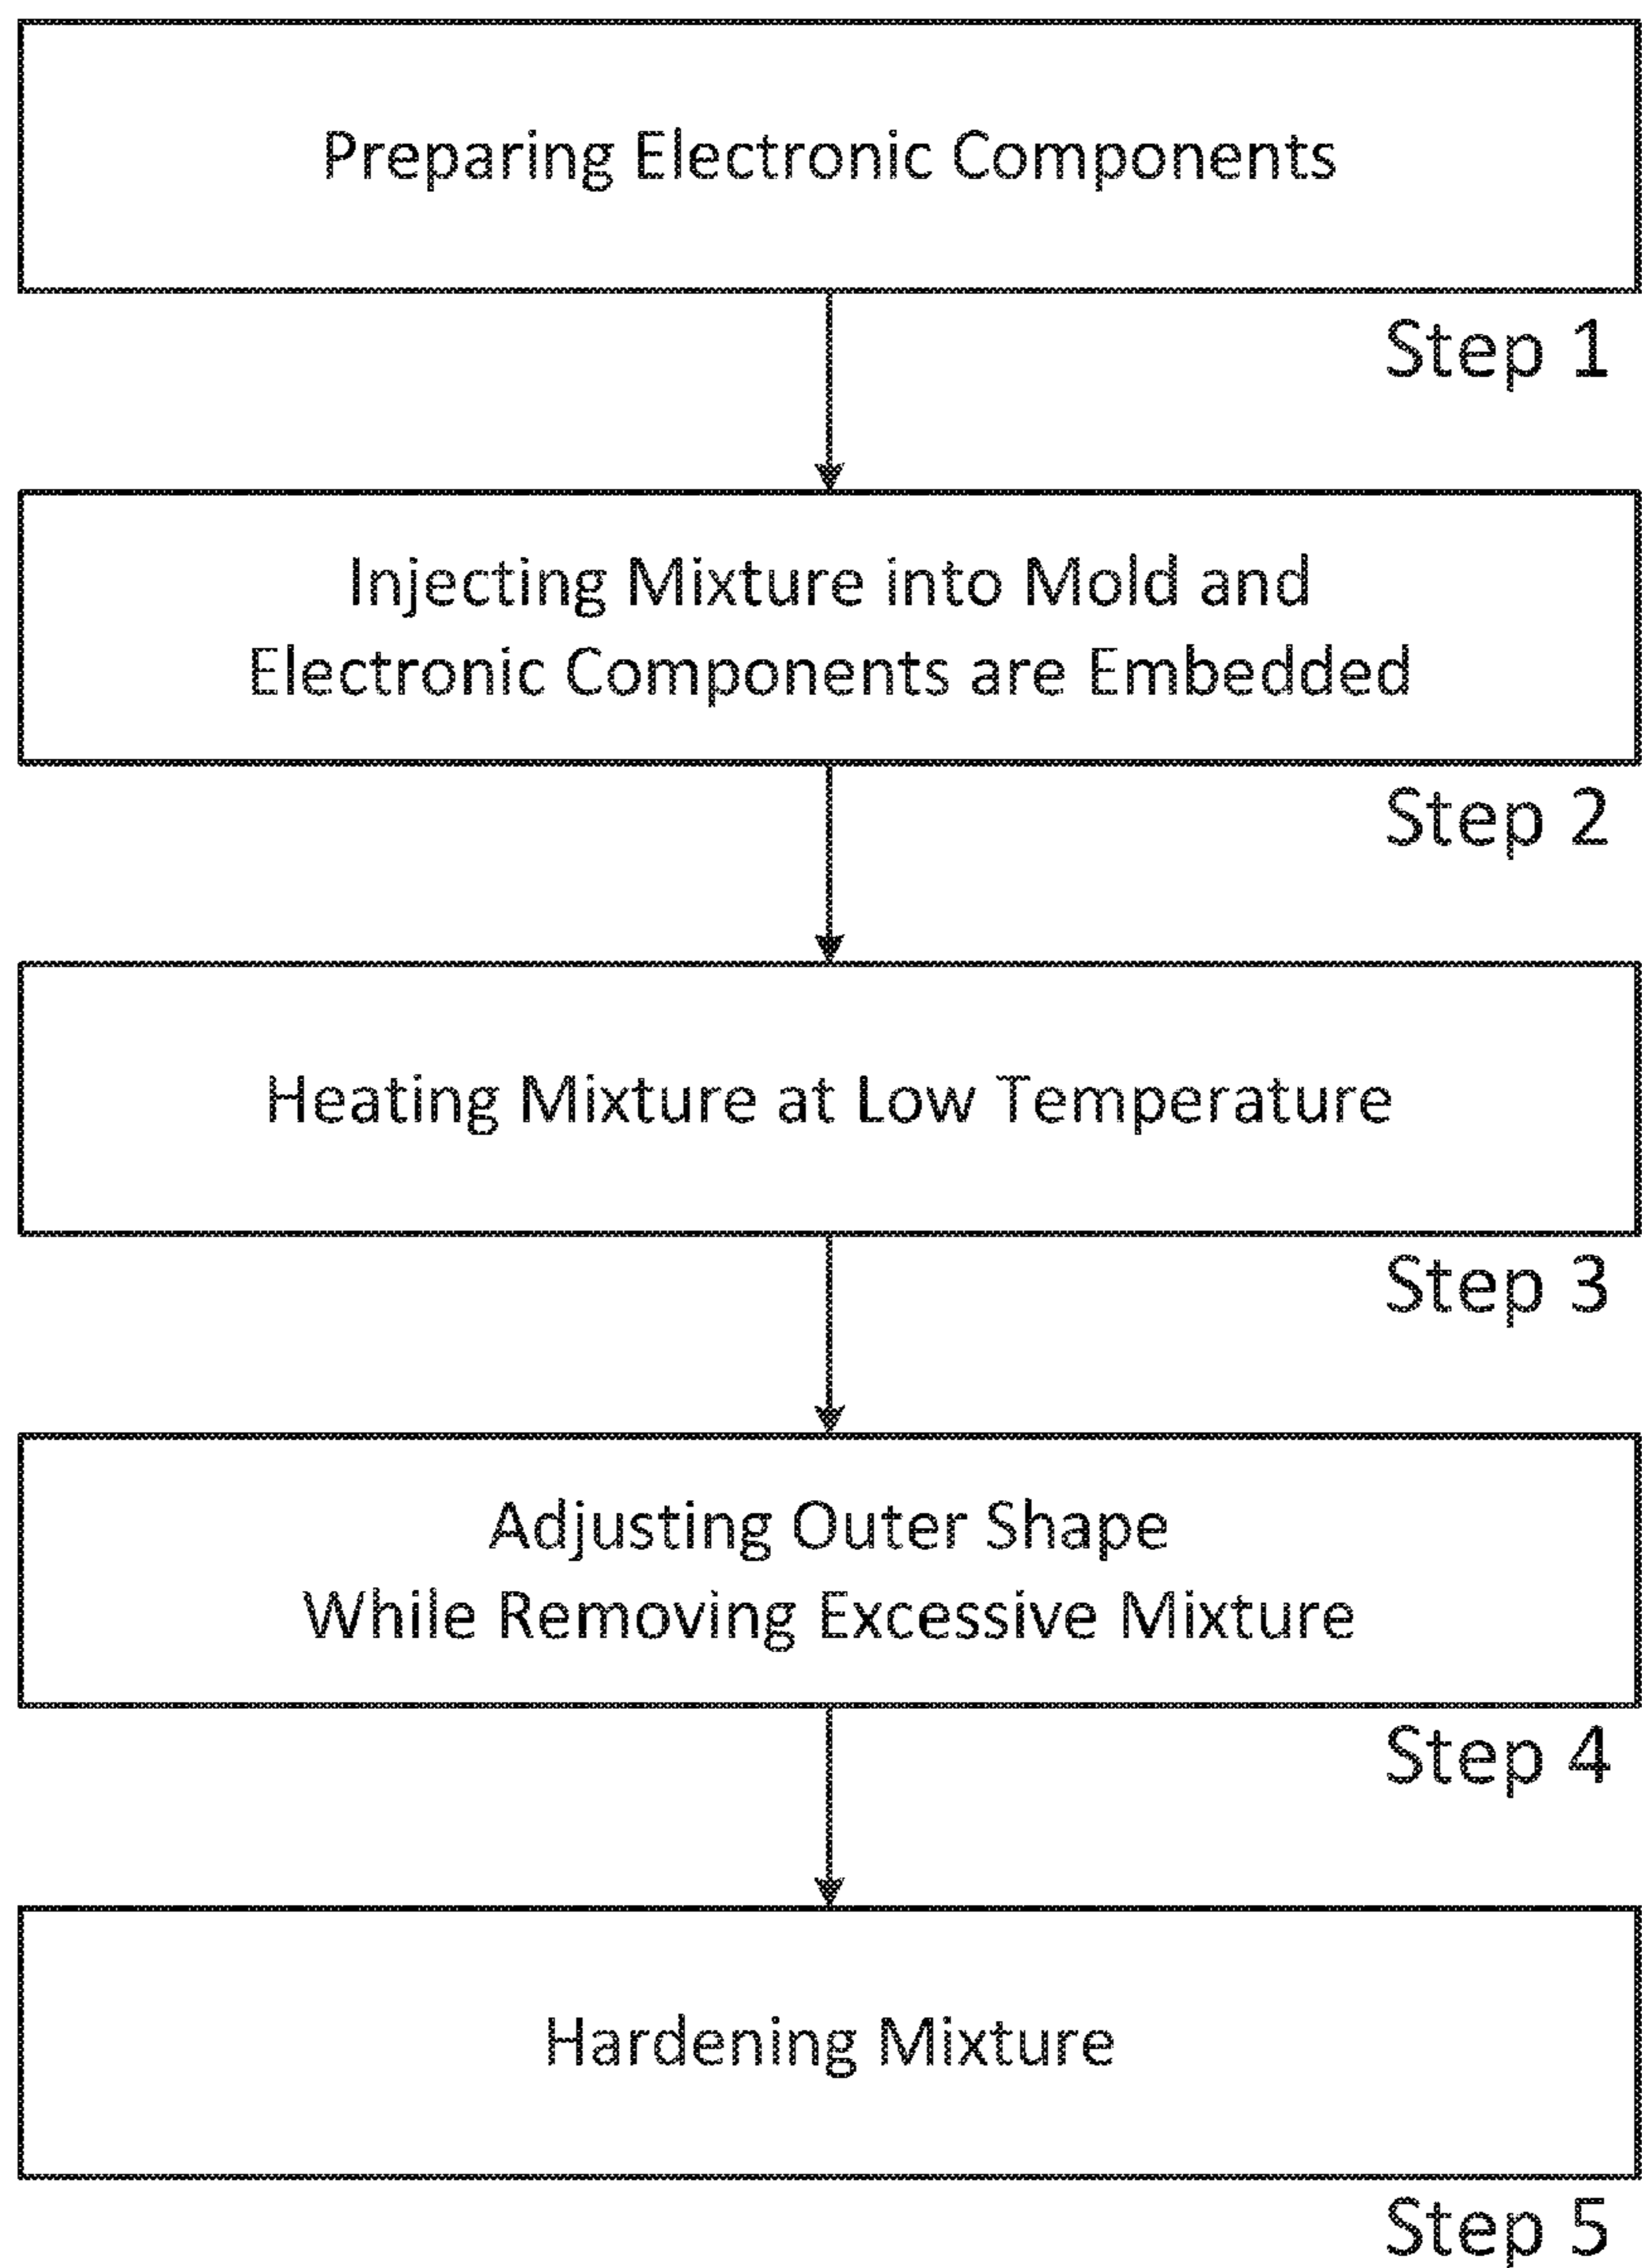 Preparing Electronic Components
Step 1
Injecting Mixture into Mold and
Electronic Components are Embedded
Step 2
Heating Mixture at Low Temperature
Step 3
Adjusting Outer Shape
While Removing Excessive Mixture
Step 4
Hardening Mixture
Step 5